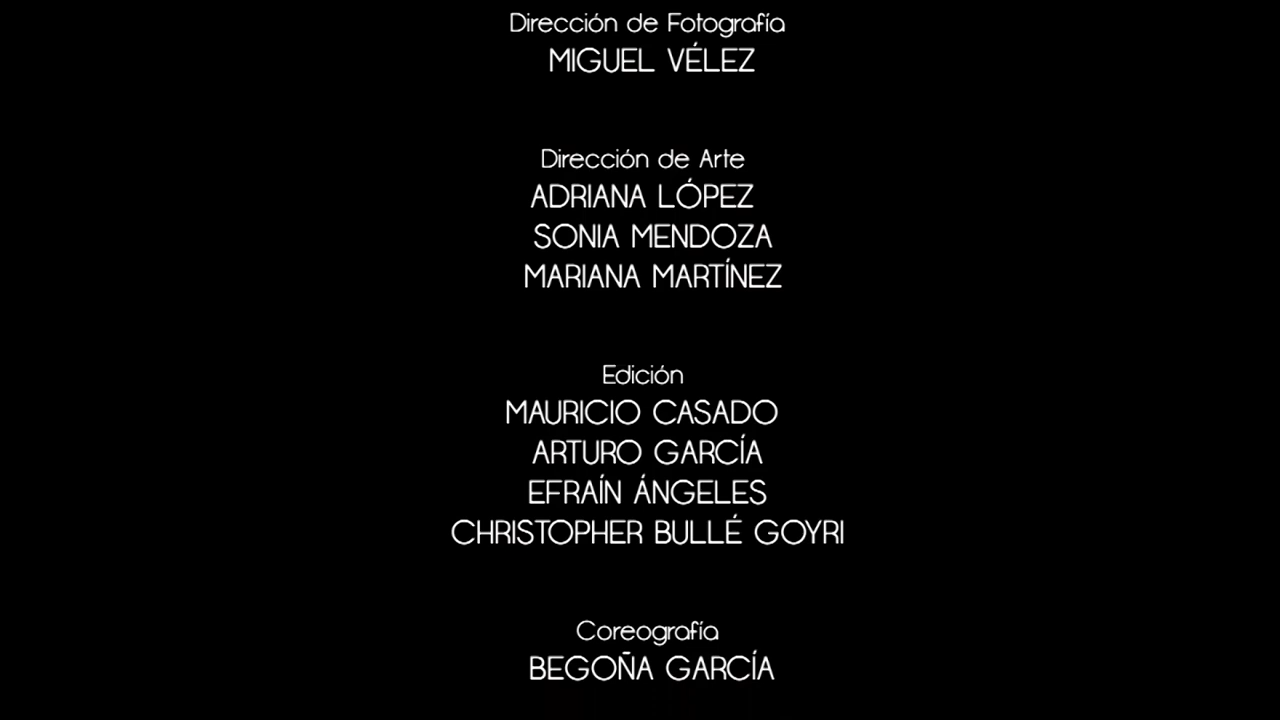 Dirección de Fotografía
MIGUEL VÉLEZ
Dirección de Arte
ADRIANA LÓPEZ
SONIA MENDOZA
MARIANA MARTÍNEZ
Edición
MAURICIO CASADO
ARTURO GARCÍA
EFRAÍN ÁNGELES
CHRISTOPHER BULLÉ GOYRI
Coreografía
BEGOÑA GARCÍA